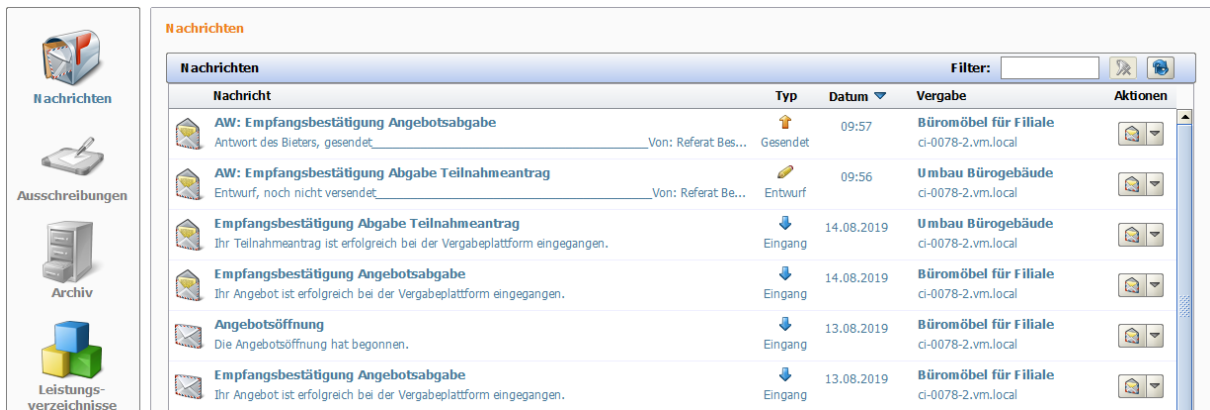 Nachrichten
Ausschreibungen
Archiv
Leistungs-
verzeichnisse
Nachrichten
Nachrichten Filter:
Nachricht Typ Datum Vergabe Aktionen
AW: Empfangsbestätigung Angebotsabgabe 09:57 Büromöbel für Filiale
Antwort des Bieters, gesendet Von: Referat Bes... Gesendet ci-0078-2.vm.local
AW: Empfangsbestätigung Abgabe Teilnahmeantrag 09:56 Umbau Bürogebäude
Entwurf, noch nicht versendet Von: Referat Be... Entwurf ci-0078-2.vm.local
Empfangsbestätigung Abgabe Teilnahmeantrag 14.08.2019 Umbau Bürogebäude
Ihr Teilnahmeantrag ist erfolgreich bei der Vergabeplattform eingegangen. Eingang ci-0078-2.vm.local
Empfangsbestätigung Angebotsabgabe 14.08.2019 Büromöbel für Filiale
Ihr Angebot ist erfolgreich bei der Vergabeplattform eingegangen. Eingang ci-0078-2.vm.local
Angebotsöffnung 13.08.2019 Büromöbel für Filiale
Die Angebotsöffnung hat begonnen. Eingang ci-0078-2.vm.local
Empfangsbestätigung Angebotsabgabe 13.08.2019 Büromöbel für Filiale
Ihr Angebot ist erfolgreich bei der Vergabeplattform eingegangen. Eingang ci-0078-2.vm.local